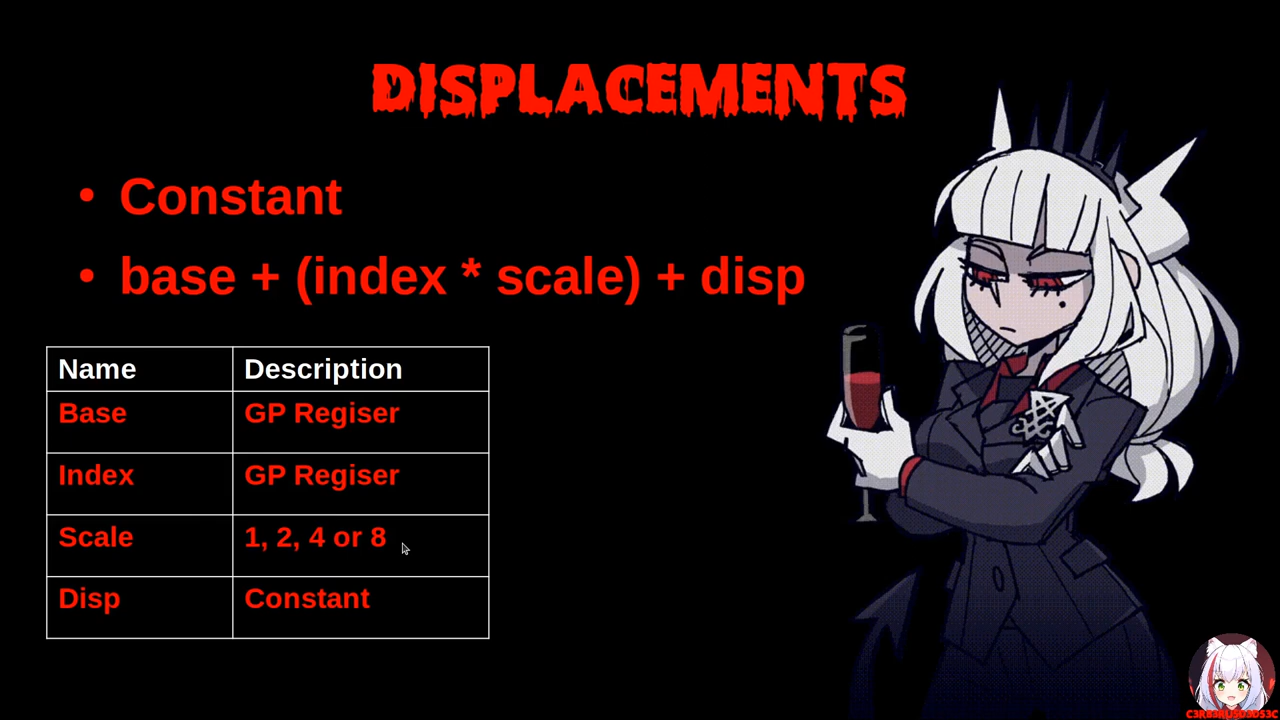 DISPLACEMENTS
• Constant
• base + (index * scale) + disp
Name Description
Base GP Regiser
Index GP Regiser
Scale 1, 2, 4 or 8
Disp Constant